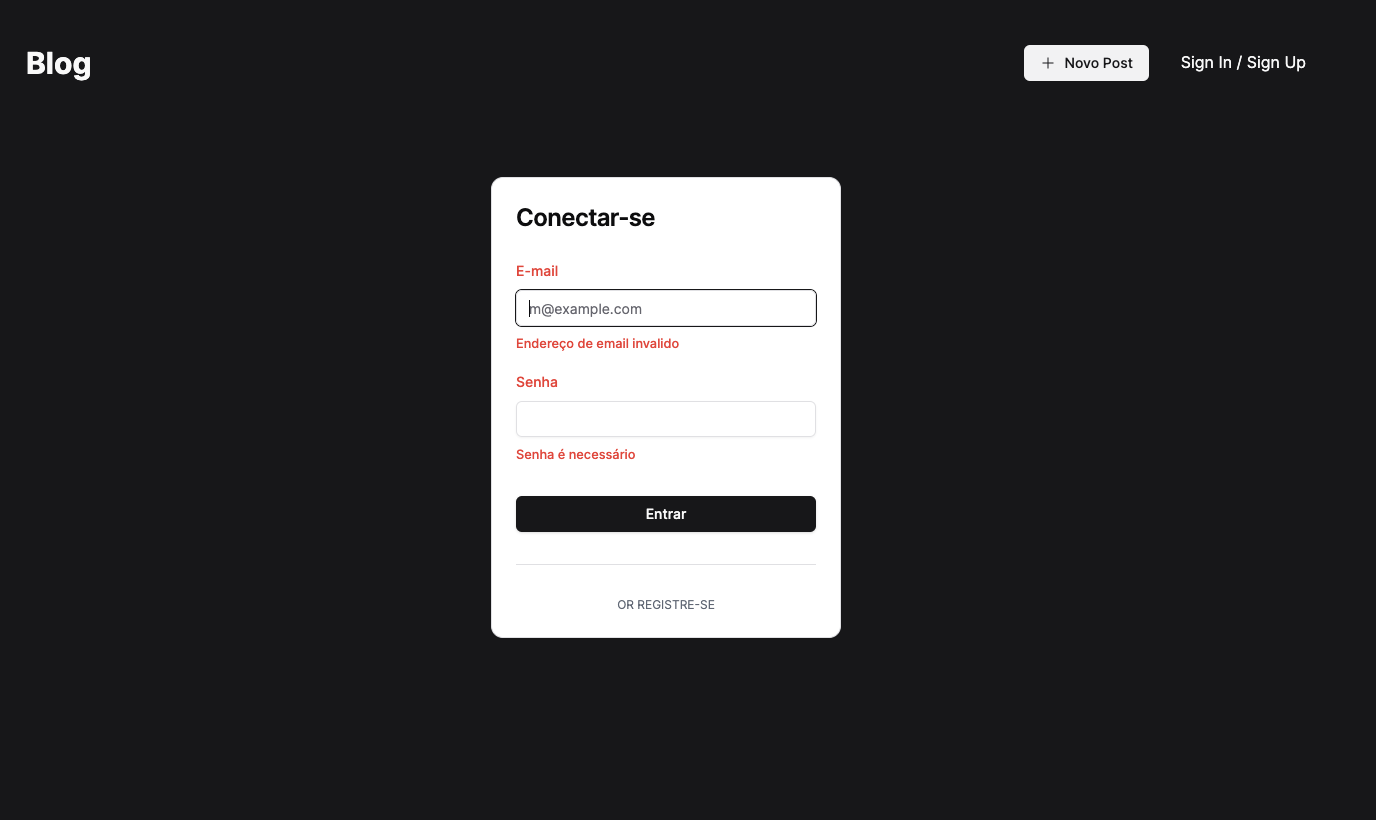 Blog
Novo Post
Sign In / Sign Up
Conectar-se
E-mail
m@example.com
Endereço de email invalido
Senha
Senha é necessário
Entrar
OR REGISTRE-SE